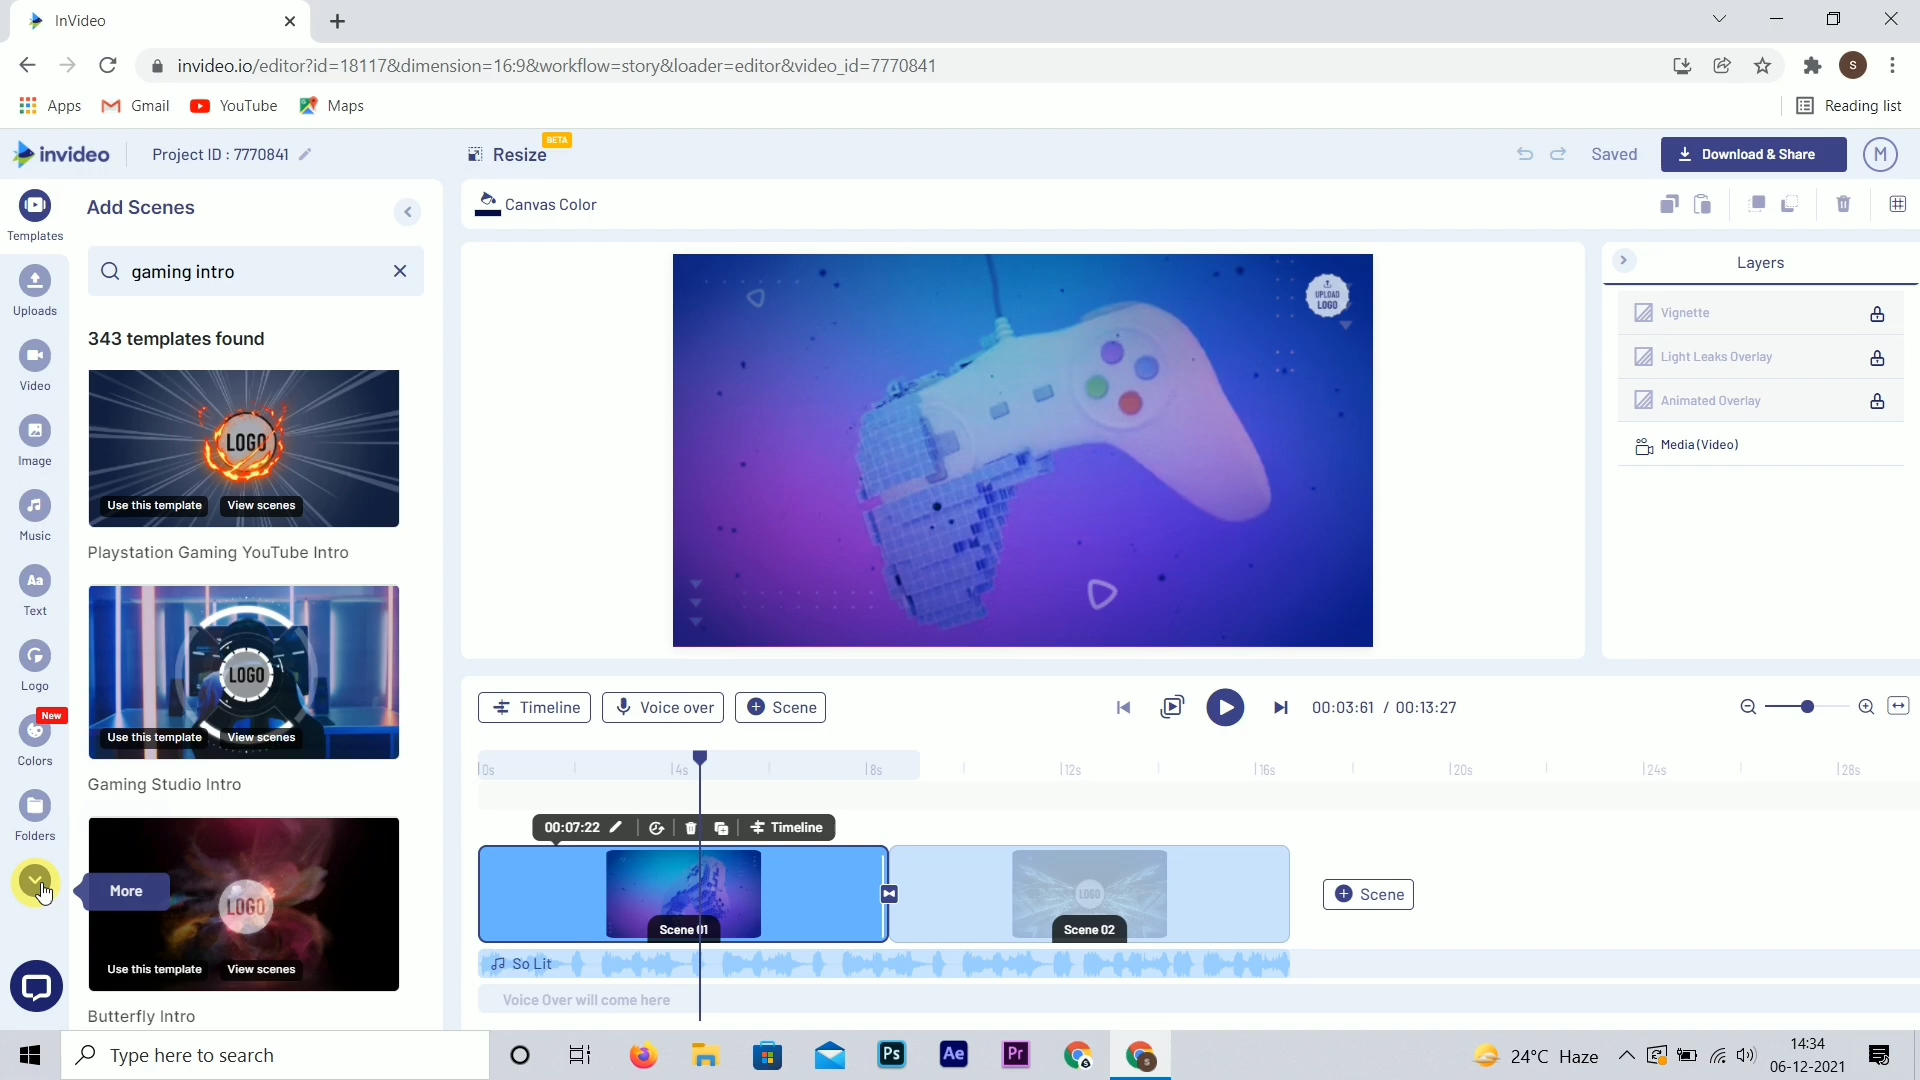 InVideo
invideo.io/editor?id=18117&dimension=16:9&workflow=story&loader=editor&video_id=7770841
S
Apps
Gmail
YouTube
Maps
Reading list
invideo
Project ID : 7770841
Resize
BETA
Saved
Download & Share
M
Templates
Uploads
Video
Image
Music
Aa
Text
Logo
New
Colors
Folders
More
Add Scenes
gaming intro
343 templates found
LOGO
Use this template
View scenes
Playstation Gaming YouTube Intro
LOGO
Use this template
View scenes
Gaming Studio Intro
LOGO
Use this template
View scenes
Butterfly Intro
Canvas Color
UPLOAD
LOGO
Layers
Vignette
Light Leaks Overlay
Animated Overlay
Media(Video)
Timeline
Voice over
Scene
00:03:61 / 00:13:27
0s
4s
8s
12s
16s
20s
24s
28s
00:07:22
Timeline
Scene 01
LOGO
Scene 02
Scene
So Lit
Voice Over will come here
Type here to search
Ps
Ae
Pr
24°C Haze
14:34
06-12-2021